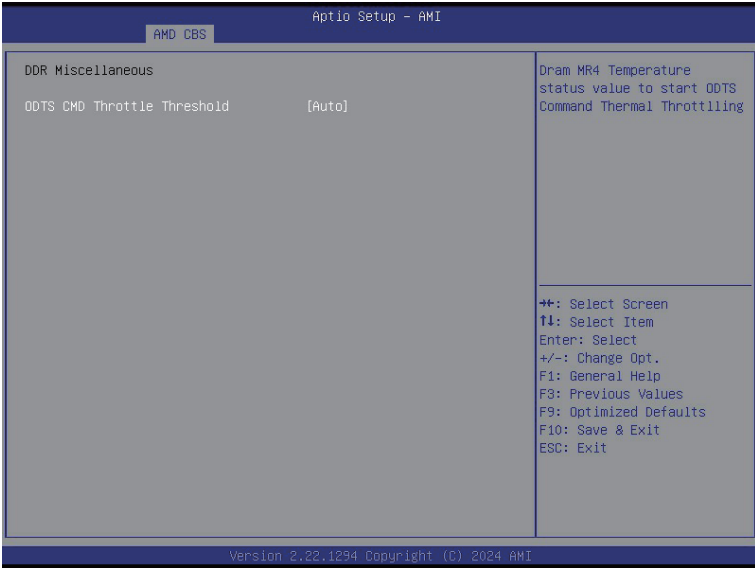 Aptio Setup – AMI
AMD CBS
DDR Miscellaneous
ODTS CMD Throttle Threshold [Auto]
Dram MR4 Temperature
status value to start ODTS
Command Thermal Throttlling
→←: Select Screen
↑↓: Select Item
Enter: Select
+/-: Change Opt.
F1: General Help
F3: Previous Values
F9: Optimized Defaults
F10: Save & Exit
ESC: Exit
Version 2.22.1294 Copyright (C) 2024 AMI